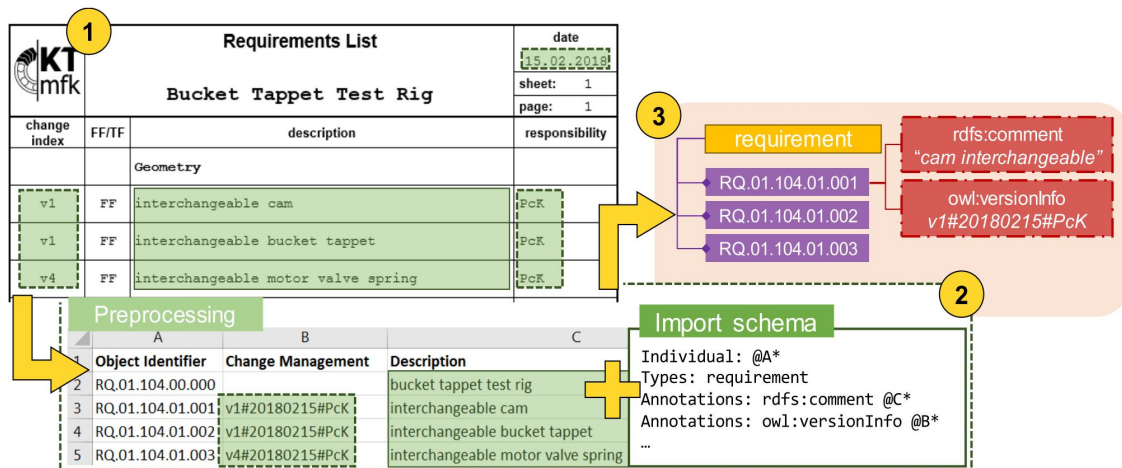 1
KT
mfk
Requirements List
Bucket Tappet Test Rig
date
15.02.2018
sheet: 1
page: 1
change index FF/TF description responsibility
Geometry
v1 FF interchangeable cam PcK
v1 FF interchangeable bucket tappet PcK
v4 FF interchangeable motor valve spring PcK
3
requirement
RQ.01.104.01.001
RQ.01.104.01.002
RQ.01.104.01.003
rdfs:comment
“cam interchangeable”
owl:versionInfo
v1#20180215#PcK
2
Preprocessing
A B C
1 Object Identifier Change Management Description
2 RQ.01.104.00.000 bucket tappet test rig
3 RQ.01.104.01.001 v1#20180215#PcK interchangeable cam
4 RQ.01.104.01.002 v1#20180215#PcK interchangeable bucket tappet
5 RQ.01.104.01.003 v4#20180215#PcK interchangeable motor valve spring
Import schema
Individual: @A*
Types: requirement
Annotations: rdfs:comment @C*
Annotations: owl:versionInfo @B*
…